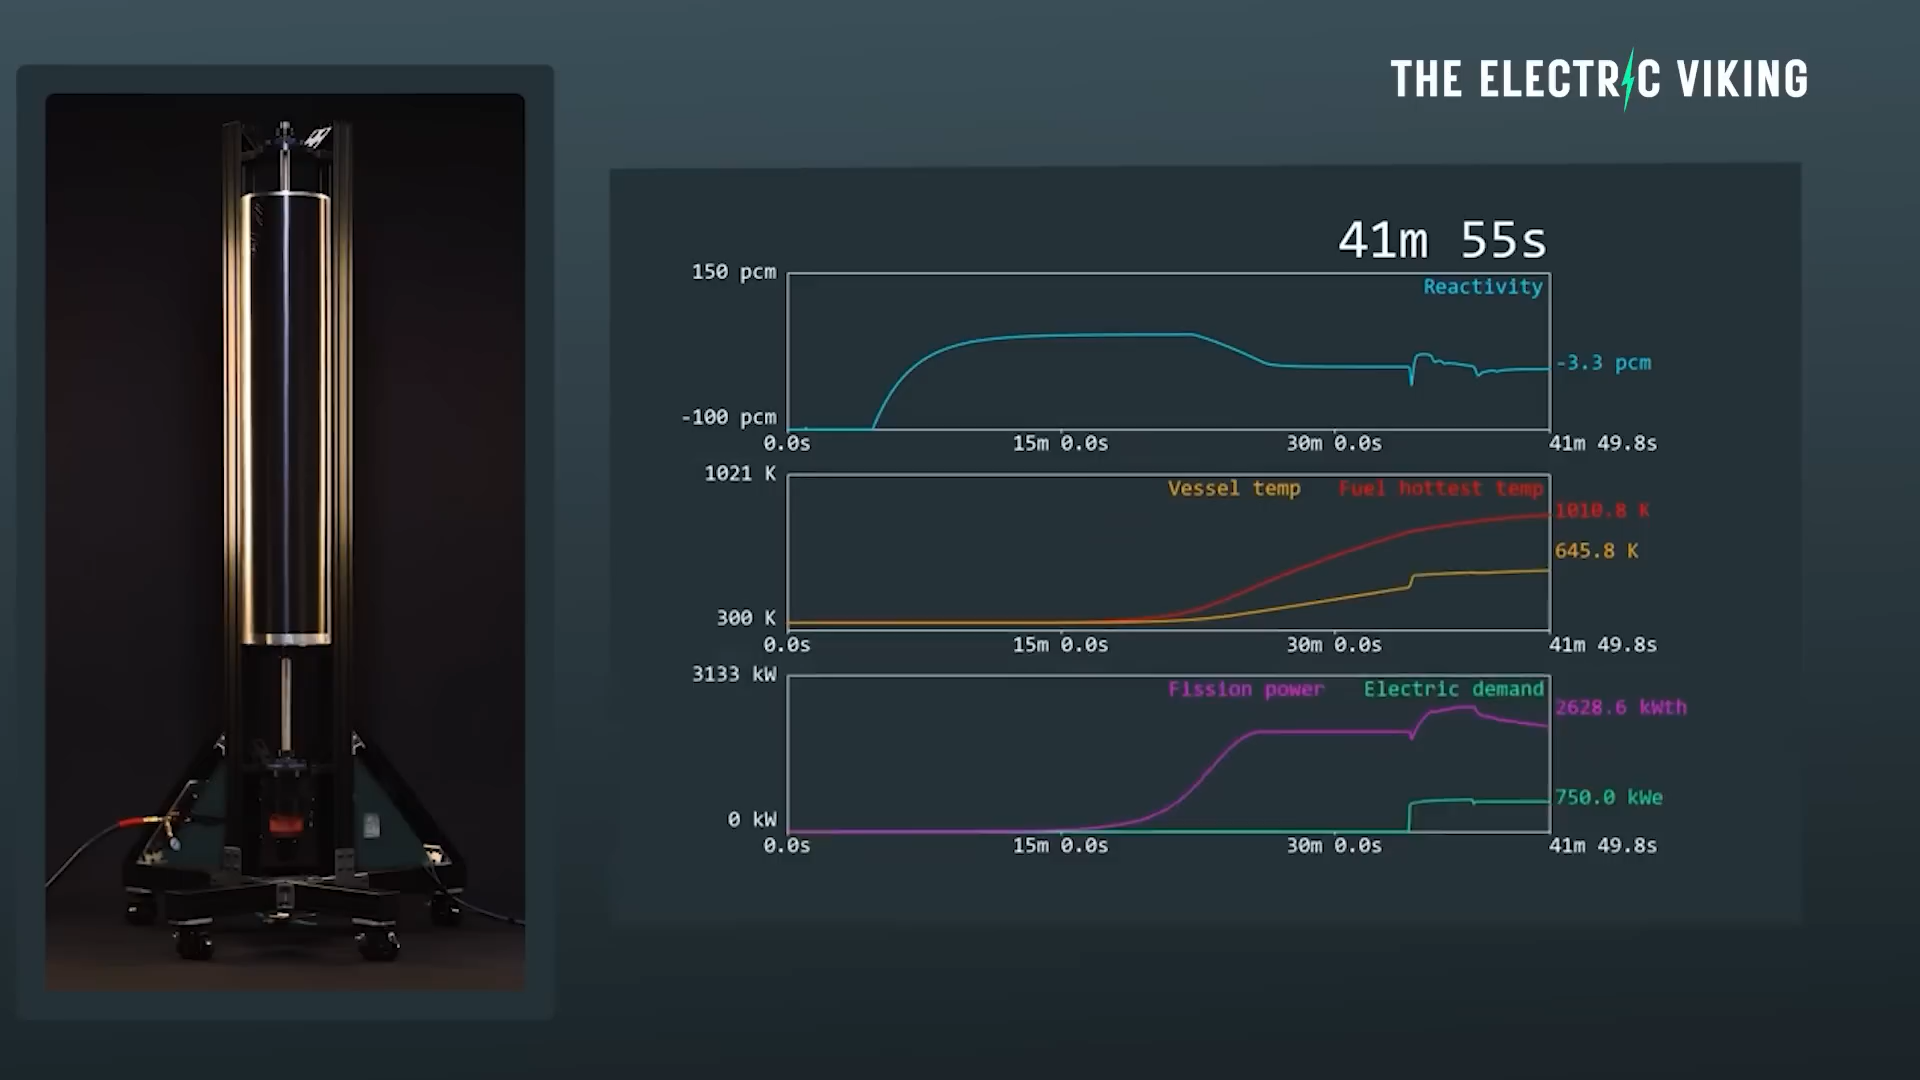 THE ELECTRIC VIKING
41m 55s
150 pcm
Reactivity
-3.3 pcm
-100 pcm
0.0s 15m 0.0s 30m 0.0s 41m 49.8s
1021 K
Vessel temp Fuel hottest temp
1010.8 K
645.8 K
300 K
0.0s 15m 0.0s 30m 0.0s 41m 49.8s
3133 kW
Fission power Electric demand
2628.6 kWth
750.0 kWe
0 kW
0.0s 15m 0.0s 30m 0.0s 41m 49.8s